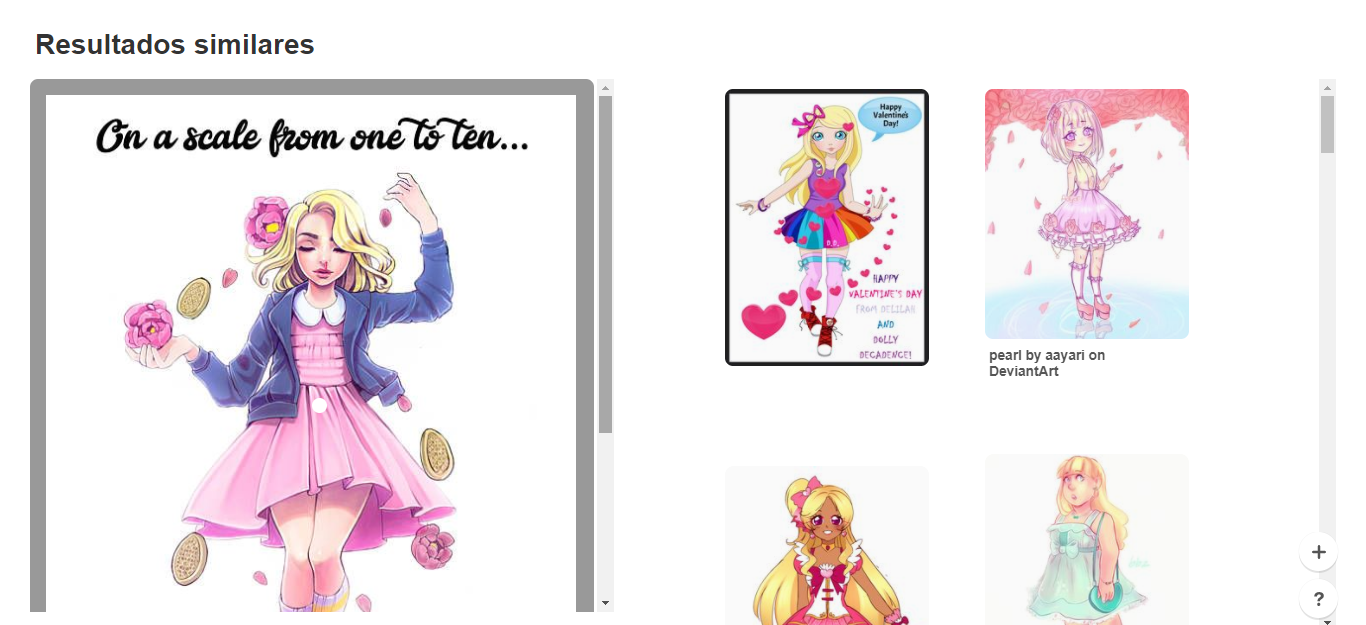 Resultados similares
On a scale from one to ten...
Happy
Valentine's
Day!
D.D.
HAPPY
VALENTINE'S DAY
FROM DELILAH
AND
DOLLY
DECADENCE!
pearl by aayari on
DeviantArt
+
?